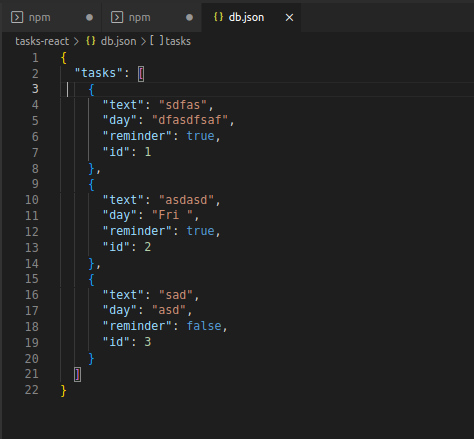 npm
npm
{} db.json
tasks-react > {} db.json > [ ] tasks
1 {
2 "tasks": [
3 {
4 "text": "sdfas",
5 "day": "dfasdfsaf",
6 "reminder": true,
7 "id": 1
8 },
9 {
10 "text": "asdasd",
11 "day": "Fri ",
12 "reminder": true,
13 "id": 2
14 },
15 {
16 "text": "sad",
17 "day": "asd",
18 "reminder": false,
19 "id": 3
20 }
21 ]
22 }